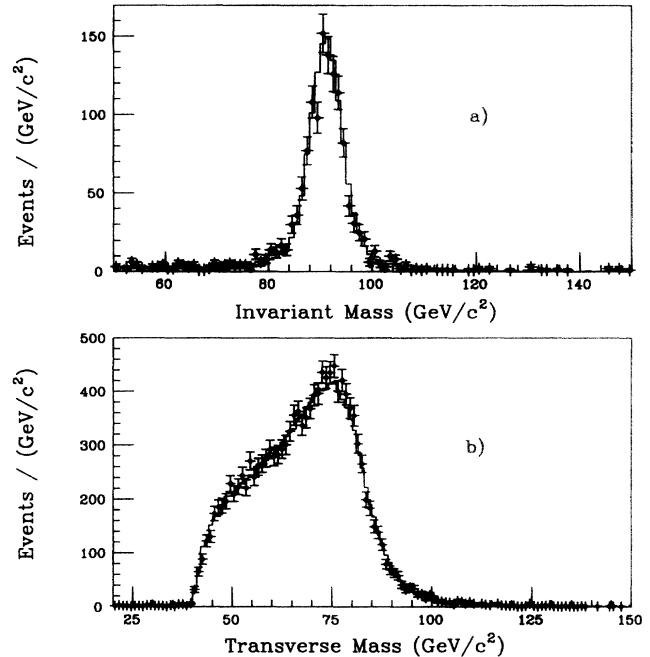 150
100
50
0
Events / (GeV/c²)
a)
60 80 100 120 140
Invariant Mass (GeV/c²)
500
400
300
200
100
0
Events / (GeV/c²)
b)
25 50 75 100 125 150
Transverse Mass (GeV/c²)